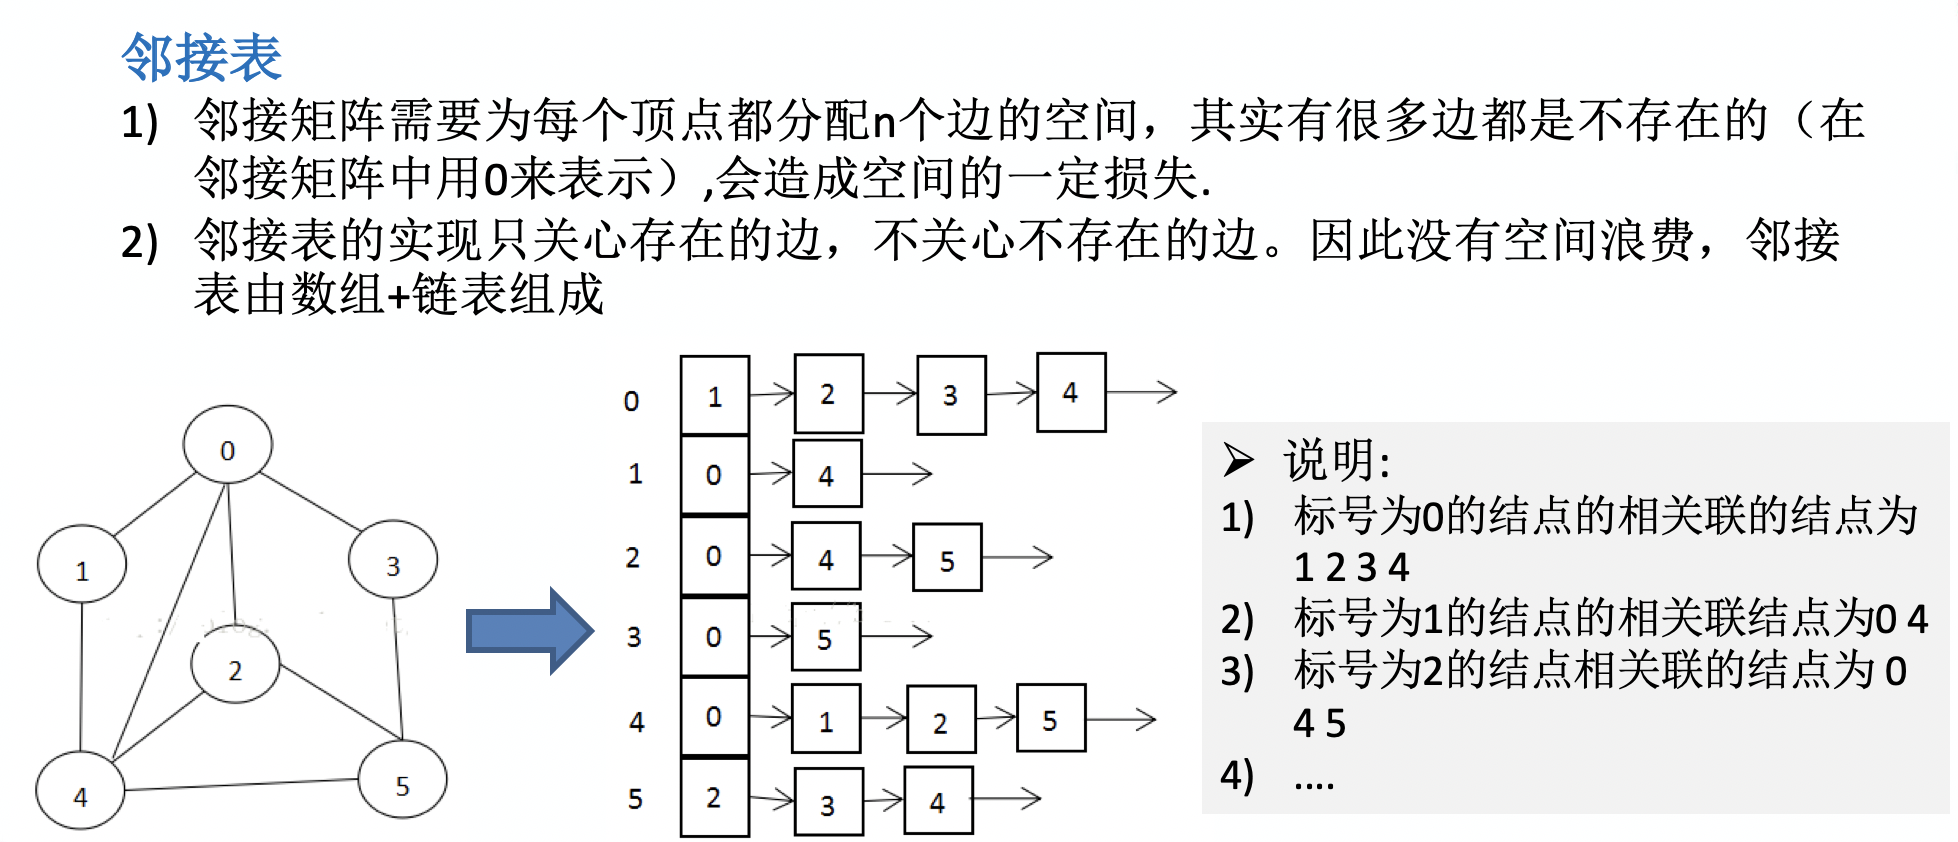 邻接表
1) 邻接矩阵需要为每个顶点都分配n个边的空间，其实有很多边都是不存在的（在
邻接矩阵中用0来表示）,会造成空间的一定损失.
2) 邻接表的实现只关心存在的边，不关心不存在的边。因此没有空间浪费，邻接
表由数组+链表组成
0
1
3
2
4
5
0 1 2 3 4
1 0 4
2 0 4 5
3 0 5
4 0 1 2 5
5 2 3 4
➢ 说明:
1) 标号为0的结点的相关联的结点为
1 2 3 4
2) 标号为1的结点的相关联结点为0 4
3) 标号为2的结点相关联的结点为 0
4 5
4) ....